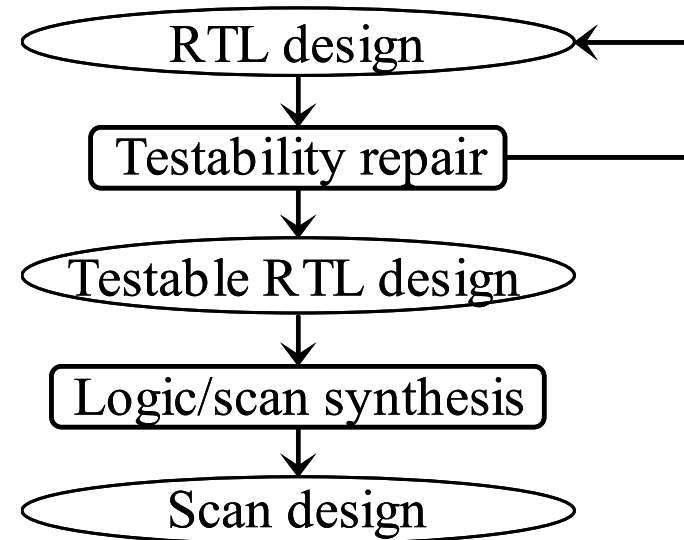 RTL design
Testability repair
Testable RTL design
Logic/scan synthesis
Scan design